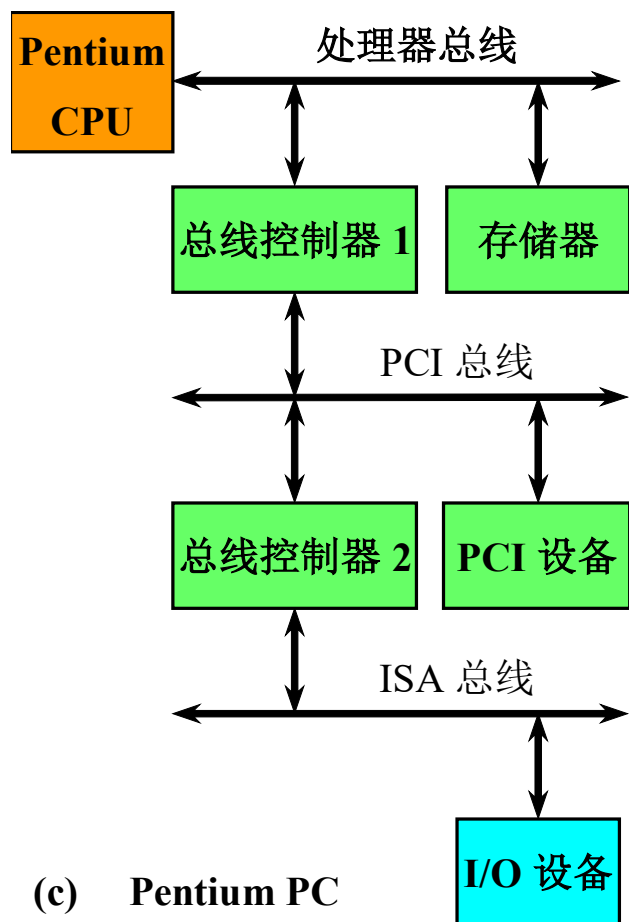 Pentium
CPU
处理器总线
总线控制器 1
存储器
PCI 总线
总线控制器 2
PCI 设备
ISA 总线
I/O 设备
(c) Pentium PC